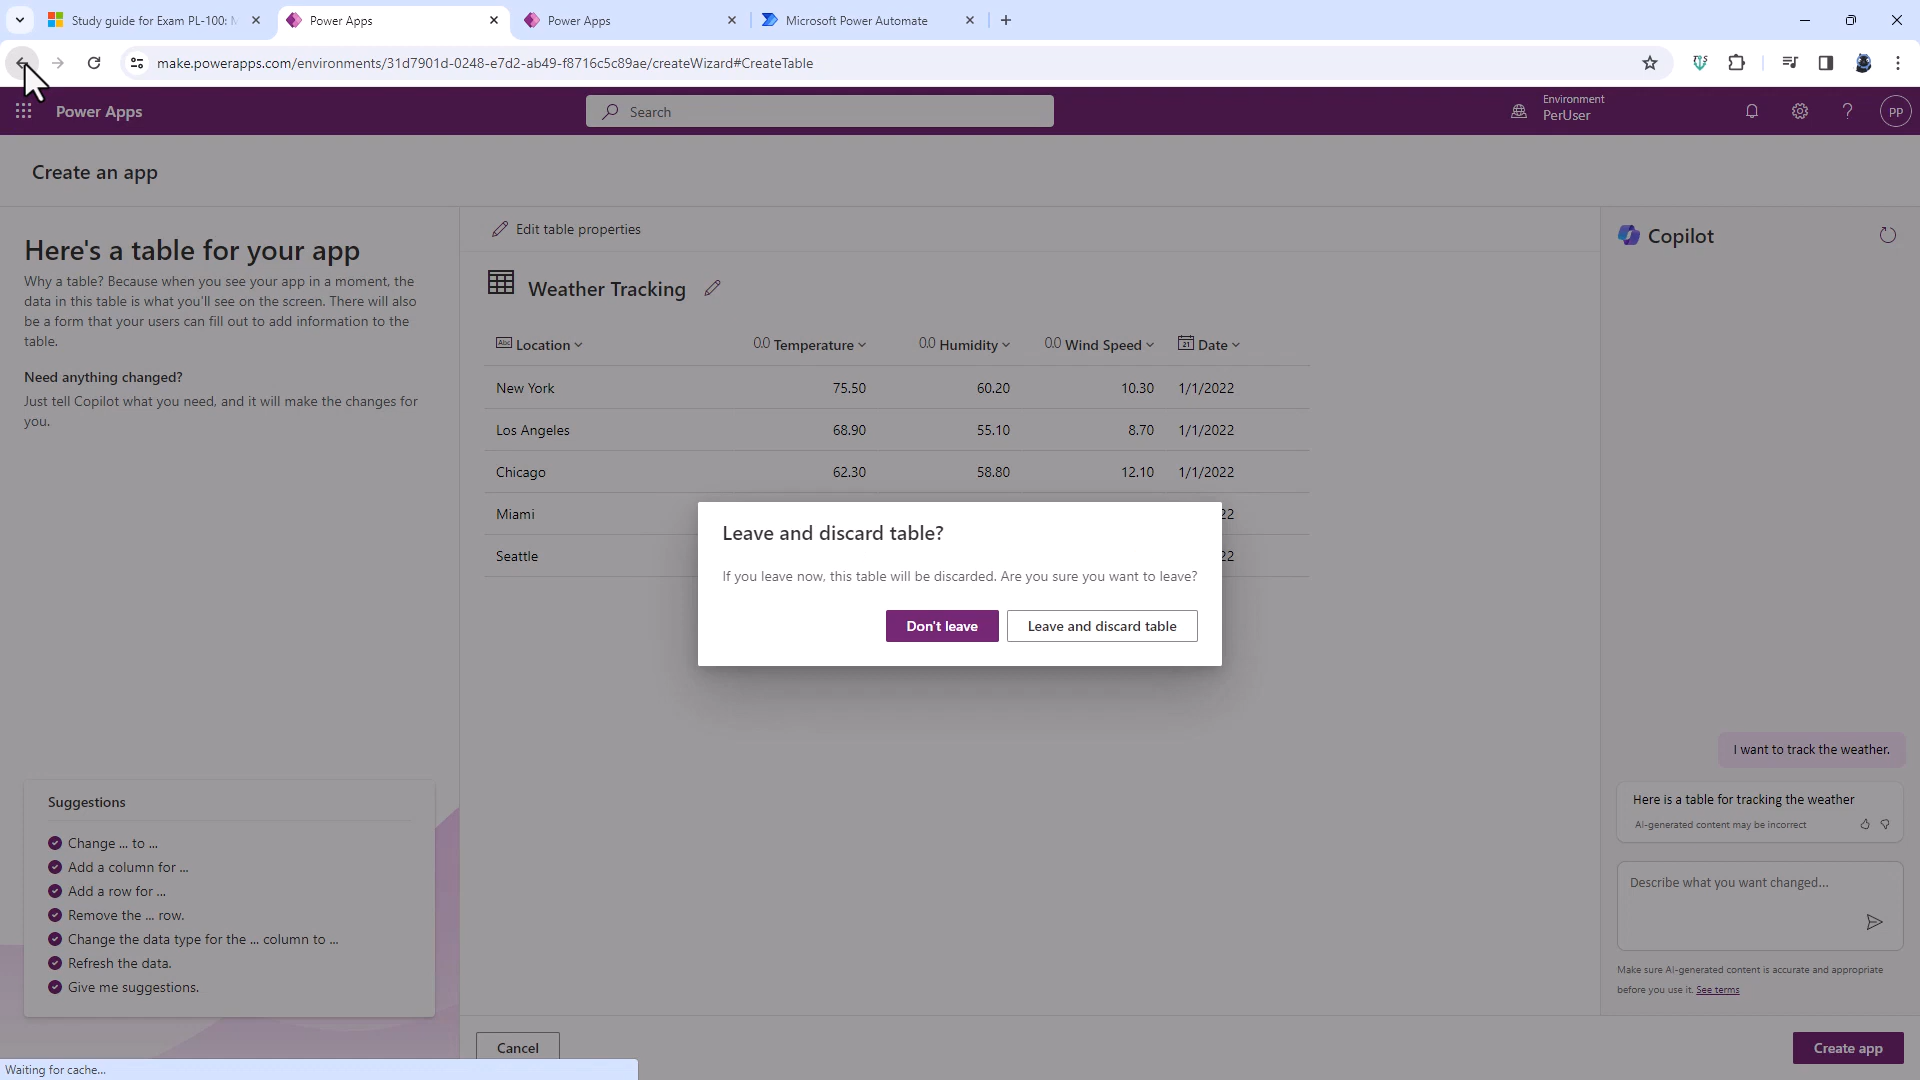 Study guide for Exam PL-100: M
Power Apps
Power Apps
Microsoft Power Automate
make.powerapps.com/environments/31d7901d-0248-e7d2-ab49-f8716c5c89ae/createWizard#CreateTable
Power Apps
Search
Environment
PerUser
PP
Create an app
Here's a table for your app
Why a table? Because when you see your app in a moment, the
data in this table is what you'll see on the screen. There will also
be a form that your users can fill out to add information to the
table.
Need anything changed?
Just tell Copilot what you need, and it will make the changes for
you.
Suggestions
Change ... to ...
Add a column for ...
Add a row for ...
Remove the ... row.
Change the data type for the ... column to ...
Refresh the data.
Give me suggestions.
Edit table properties
Weather Tracking
Abc Location 0.0 Temperature 0.0 Humidity 0.0 Wind Speed 21 Date
New York 75.50 60.20 10.30 1/1/2022
Los Angeles 68.90 55.10 8.70 1/1/2022
Chicago 62.30 58.80 12.10 1/1/2022
Miami 22
Seattle 22
Leave and discard table?
If you leave now, this table will be discarded. Are you sure you want to leave?
Don't leave
Leave and discard table
Copilot
I want to track the weather.
Here is a table for tracking the weather
AI-generated content may be incorrect
Describe what you want changed...
Make sure AI-generated content is accurate and appropriate
before you use it. See terms
Cancel
Create app
Waiting for cache...